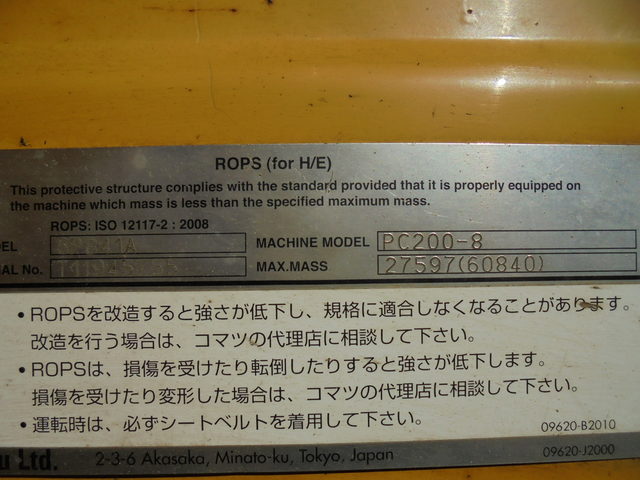 ROPS (for H/E)
This protective structure complies with the standard provided that it is properly equipped on
the machine which mass is less than the specified maximum mass.
ROPS: ISO 12117-2 : 2008
DEL MACHINE MODEL PC200-8
IAL No. MAX.MASS 27597(60840)
• ROPSを改造すると強さが低下し、規格に適合しなくなることがあります。
改造を行う場合は、コマツの代理店に相談して下さい。
• ROPSは、損傷を受けたり転倒したりすると強さが低下します。
損傷を受けたり変形した場合は、コマツの代理店に相談して下さい。
• 運転時は、必ずシートベルトを着用して下さい。
09620-B2010
u Ltd. 2-3-6 Akasaka, Minato-ku, Tokyo, Japan 09620-J2000